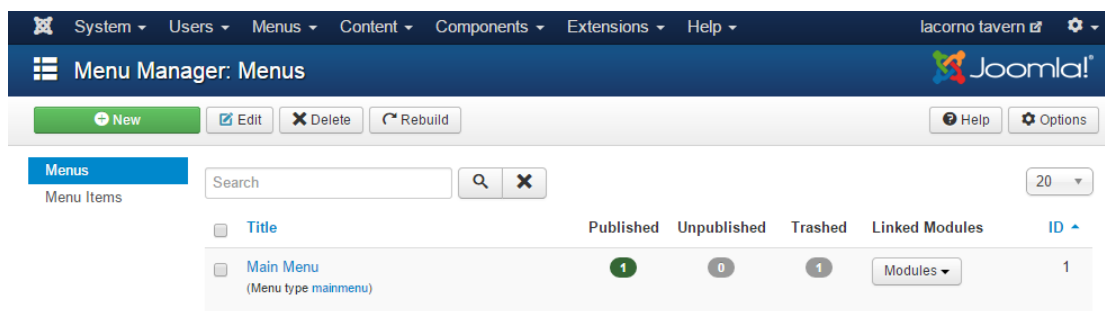 System Users Menus Content Components Extensions Help lacorno tavern
Menu Manager: Menus Joomla!
New Edit Delete Rebuild Help Options
Menus
Menu Items
Search 20
Title Published Unpublished Trashed Linked Modules ID
Main Menu 1 0 1 Modules 1
(Menu type mainmenu)